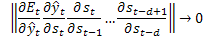 ‖ ∂E_t/∂ŷ_t ∂ŷ_t/∂s_t ∂s_t/∂s_{t-1} … ∂s_{t-d+1}/∂s_{t-d} ‖ → 0